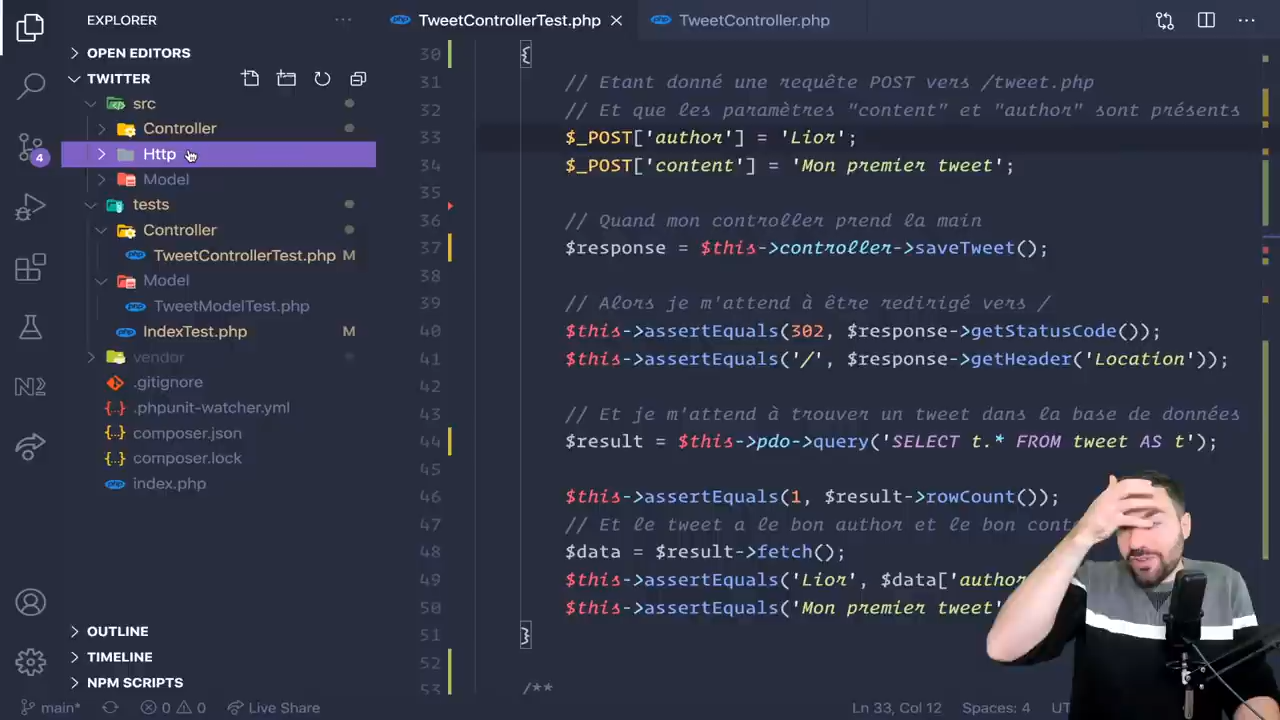 EXPLORER
TweetControllerTest.php
TweetController.php
OPEN EDITORS
TWITTER
src
Controller
Http
Model
tests
Controller
TweetControllerTest.php M
Model
TweetModelTest.php
IndexTest.php M
vendor
.gitignore
.phpunit-watcher.yml
composer.json
composer.lock
index.php
OUTLINE
TIMELINE
NPM SCRIPTS
4
30 {
31 // Etant donné une requête POST vers /tweet.php
32 // Et que les paramètres "content" et "author" sont présents
33 $_POST['author'] = 'Lior';
34 $_POST['content'] = 'Mon premier tweet';
35
36 // Quand mon controller prend la main
37 $response = $this->controller->saveTweet();
38
39 // Alors je m'attend à être redirigé vers /
40 $this->assertEquals(302, $response->getStatusCode());
41 $this->assertEquals('/', $response->getHeader('Location'));
42
43 // Et je m'attend à trouver un tweet dans la base de données
44 $result = $this->pdo->query('SELECT t.* FROM tweet AS t');
45
46 $this->assertEquals(1, $result->rowCount());
47 // Et le tweet a le bon author et le bon cont
48 $data = $result->fetch();
49 $this->assertEquals('Lior', $data['author
50 $this->assertEquals('Mon premier tweet'
51 }
52
53 /**
main* 0 0 Live Share Ln 33, Col 12 Spaces: 4 UT